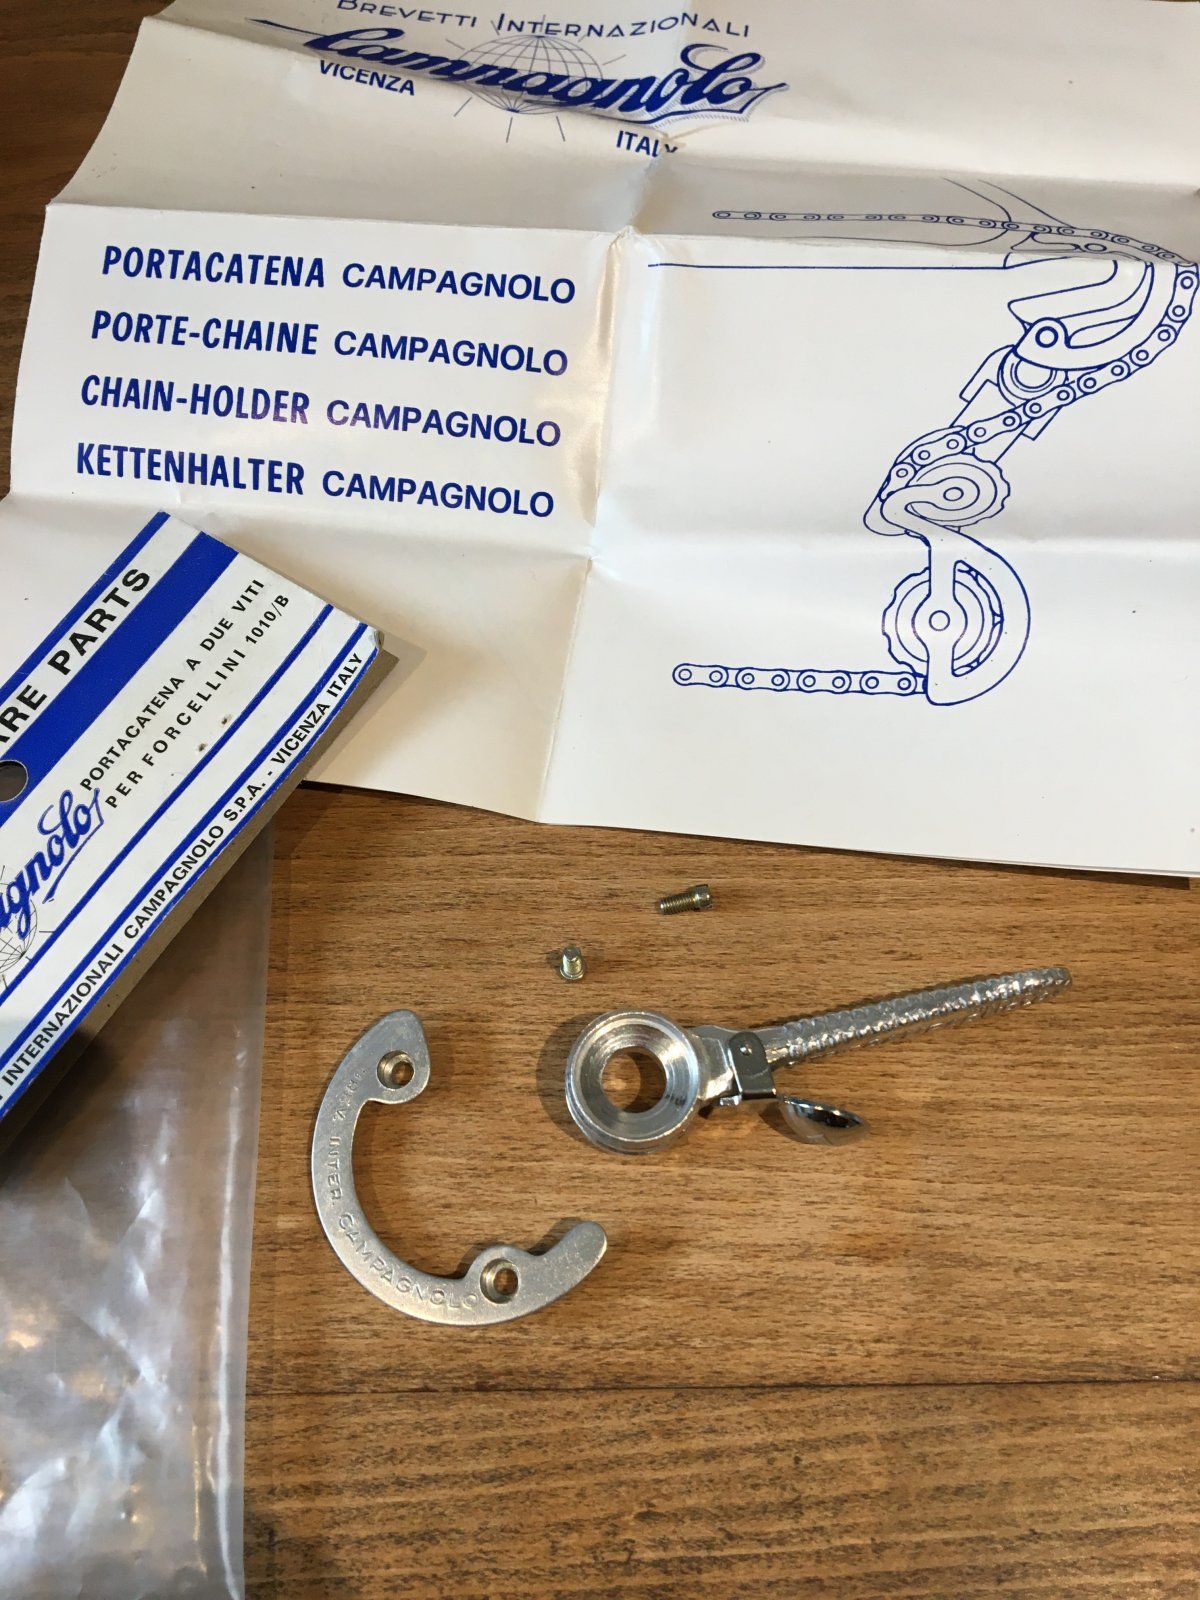 BREVETTI INTERNAZIONALI
Campagnolo
VICENZA
ITALY
PORTACATENA CAMPAGNOLO
PORTE-CHAINE CAMPAGNOLO
CHAIN-HOLDER CAMPAGNOLO
KETTENHALTER CAMPAGNOLO
PARTS
PORTACATENA A DUE VITI
PER FORCELLINI 1010/B
INTERNAZIONALI CAMPAGNOLO S.P.A. - VICENZA ITALY
INTER. CAMPAGNOLO